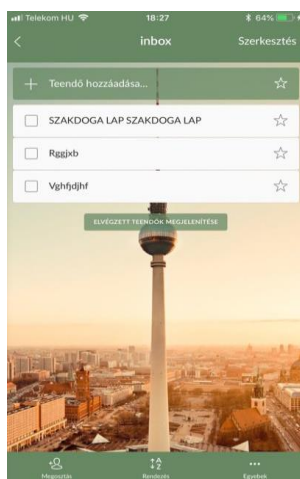 Telekom HU 18:27 64%
inbox Szerkesztés
Teendő hozzáadása...
SZAKDOGA LAP SZAKDOGA LAP
Rggjxb
Vghfjdjhf
ELVÉGZETT TEENDŐK MEGJELENÍTÉSE
Megosztás Rendezés Egyebek